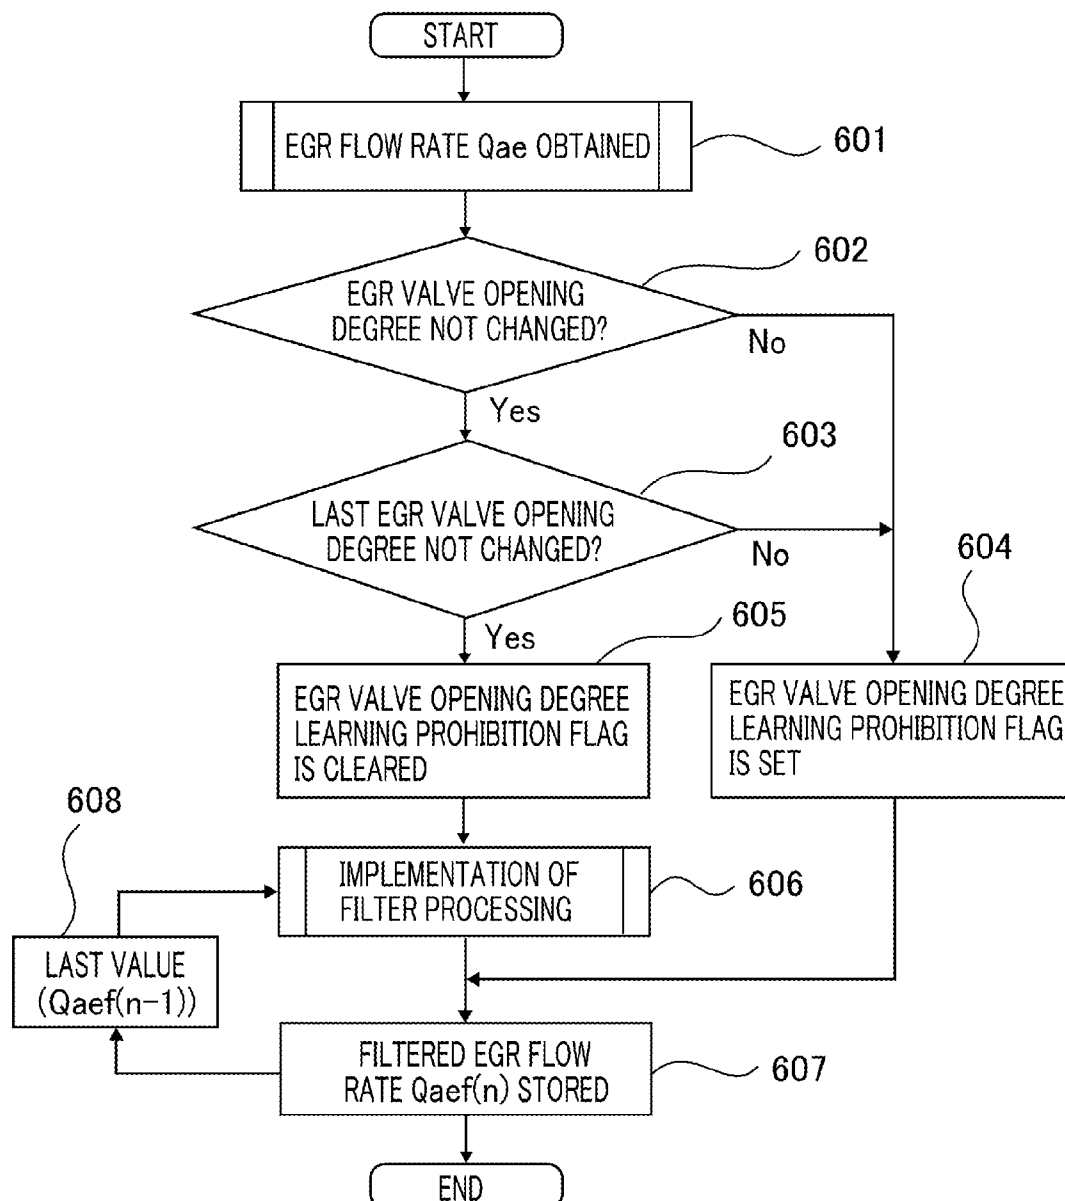 START
EGR FLOW RATE Qae OBTAINED
601
602
EGR VALVE OPENING
DEGREE NOT CHANGED?
No
Yes
603
LAST EGR VALVE OPENING
DEGREE NOT CHANGED?
No
604
605
Yes
EGR VALVE OPENING DEGREE
LEARNING PROHIBITION FLAG
IS CLEARED
EGR VALVE OPENING DEGREE
LEARNING PROHIBITION FLAG
IS SET
608
IMPLEMENTATION OF
FILTER PROCESSING
606
LAST VALUE
(Qaef(n-1))
FILTERED EGR FLOW
RATE Qaef(n) STORED
607
END